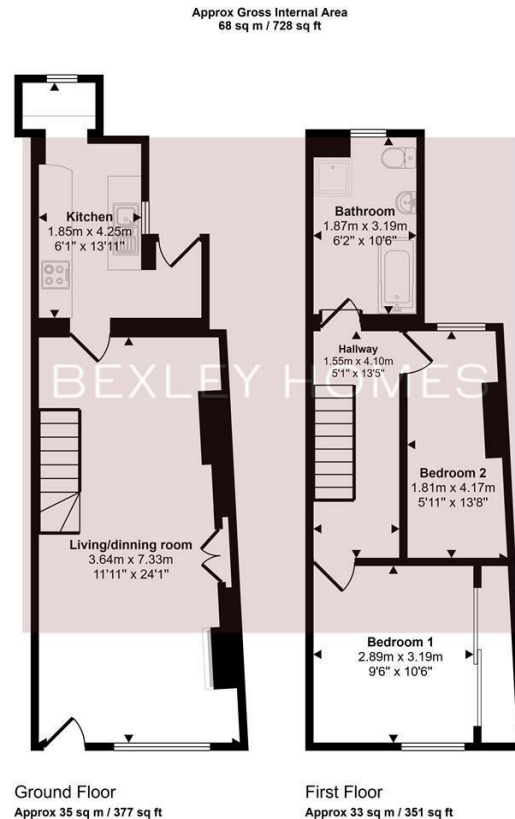 Approx Gross Internal Area
68 sq m / 728 sq ft
Kitchen
1.85m x 4.25m
6'1" x 13'11"
Bathroom
1.87m x 3.19m
6'2" x 10'6"
Hallway
1.55m x 4.10m
5'1" x 13'5"
BEXLEY HOMES
Bedroom 2
1.81m x 4.17m
5'11" x 13'8"
Living/dinning room
3.64m x 7.33m
11'11" x 24'1"
Bedroom 1
2.89m x 3.19m
9'6" x 10'6"
Ground Floor
Approx 35 sq m / 377 sq ft
First Floor
Approx 33 sq m / 351 sq ft